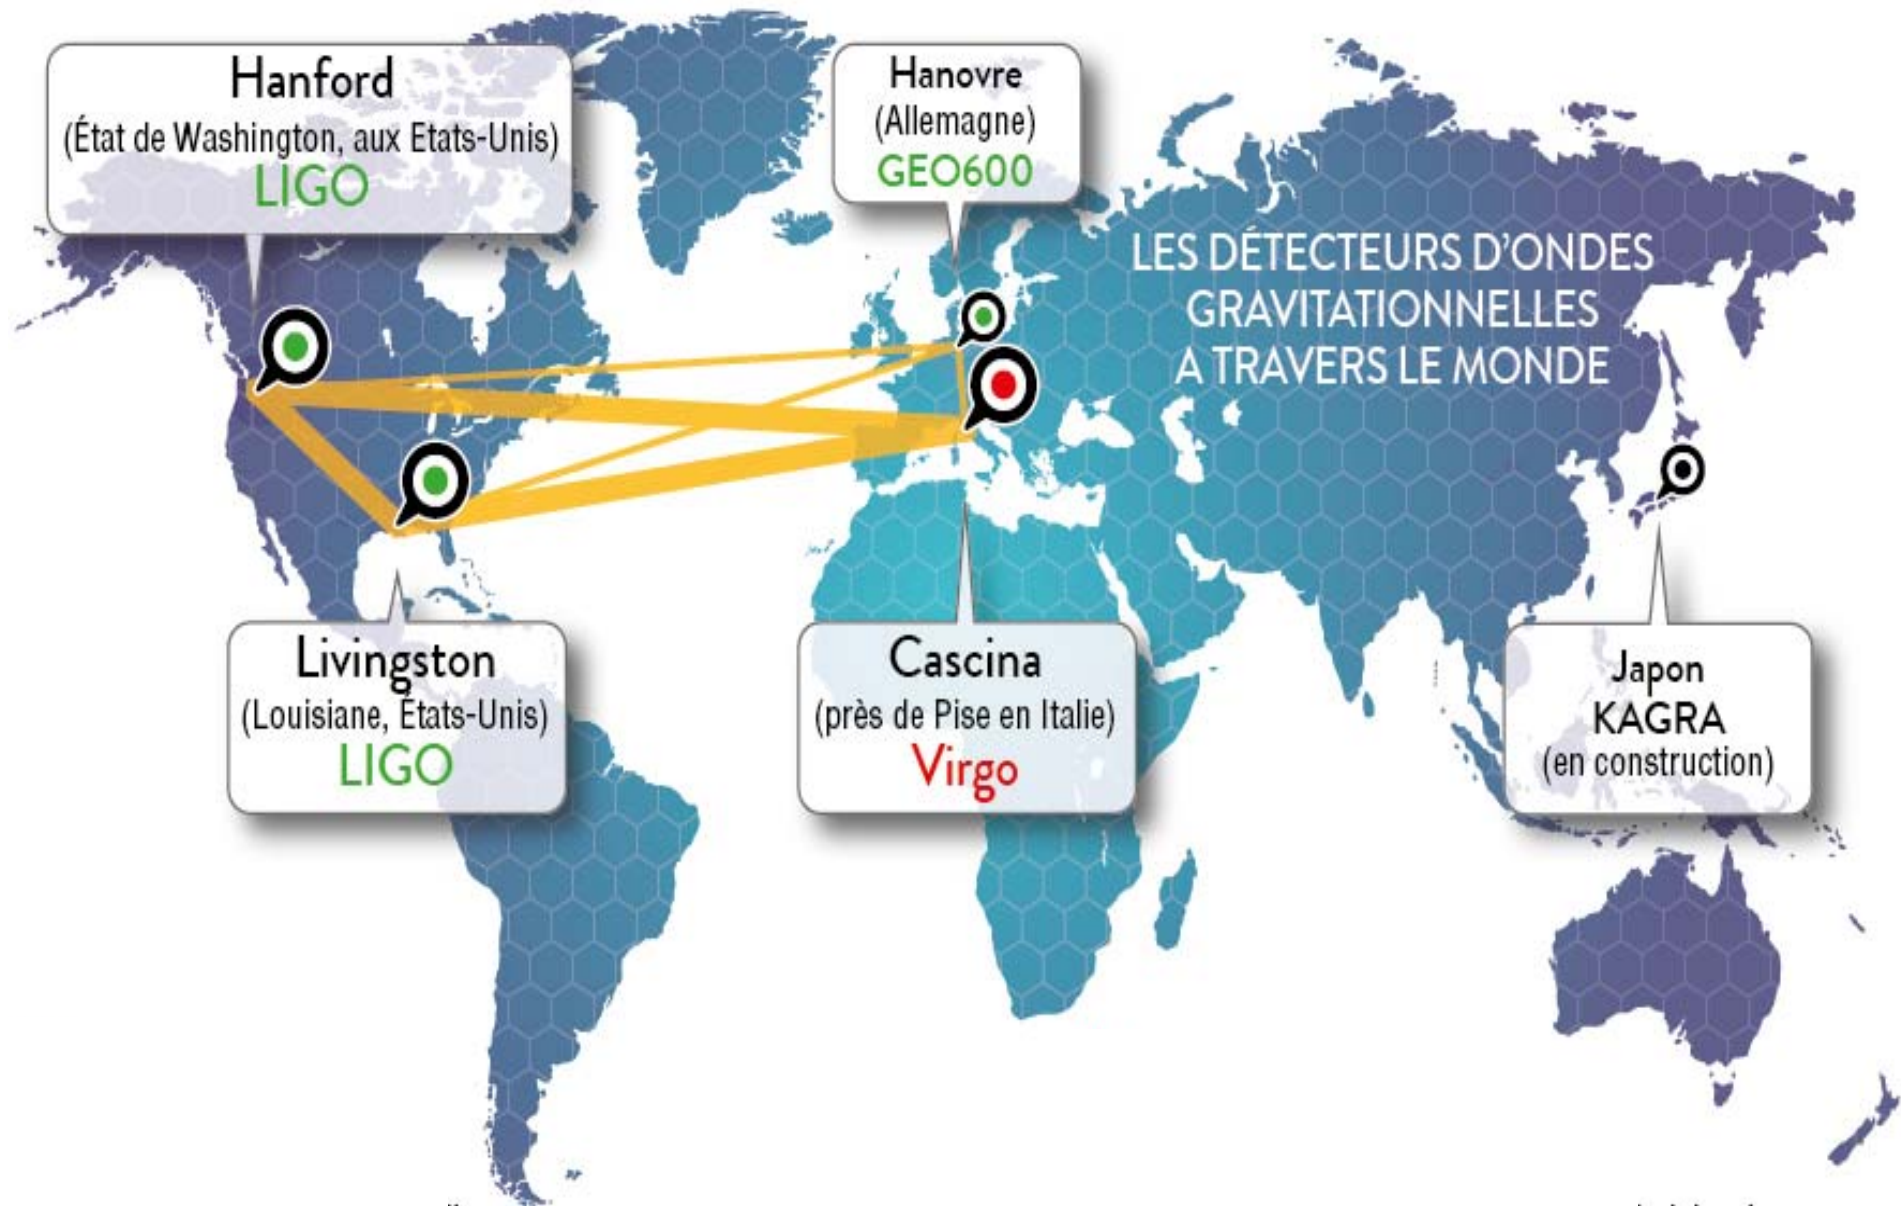 Hanford
(État de Washington, aux Etats-Unis)
LIGO
Hanovre
(Allemagne)
GEO600
LES DÉTECTEURS D'ONDES
GRAVITATIONNELLES
A TRAVERS LE MONDE
Livingston
(Louisiane, États-Unis)
LIGO
Cascina
(près de Pise en Italie)
Virgo
Japon
KAGRA
(en construction)